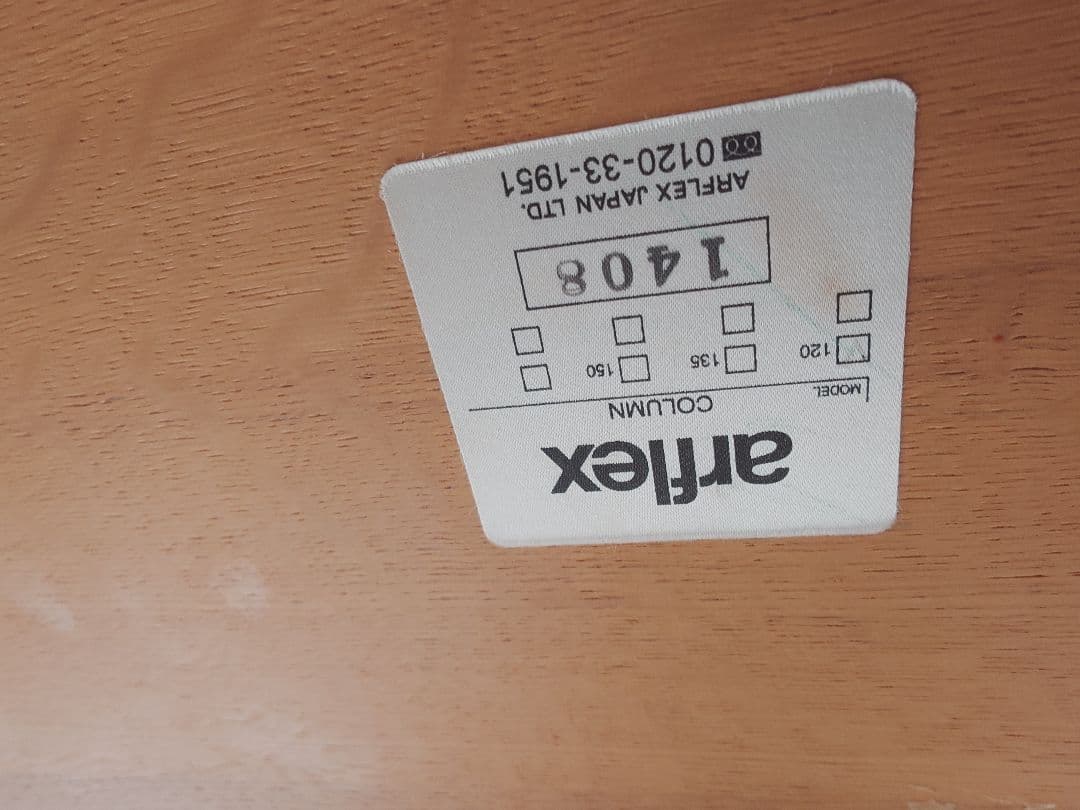 arflex
MODEL COLUMN
120 135 150
1408
ARFLEX JAPAN LTD.
0120-33-1951